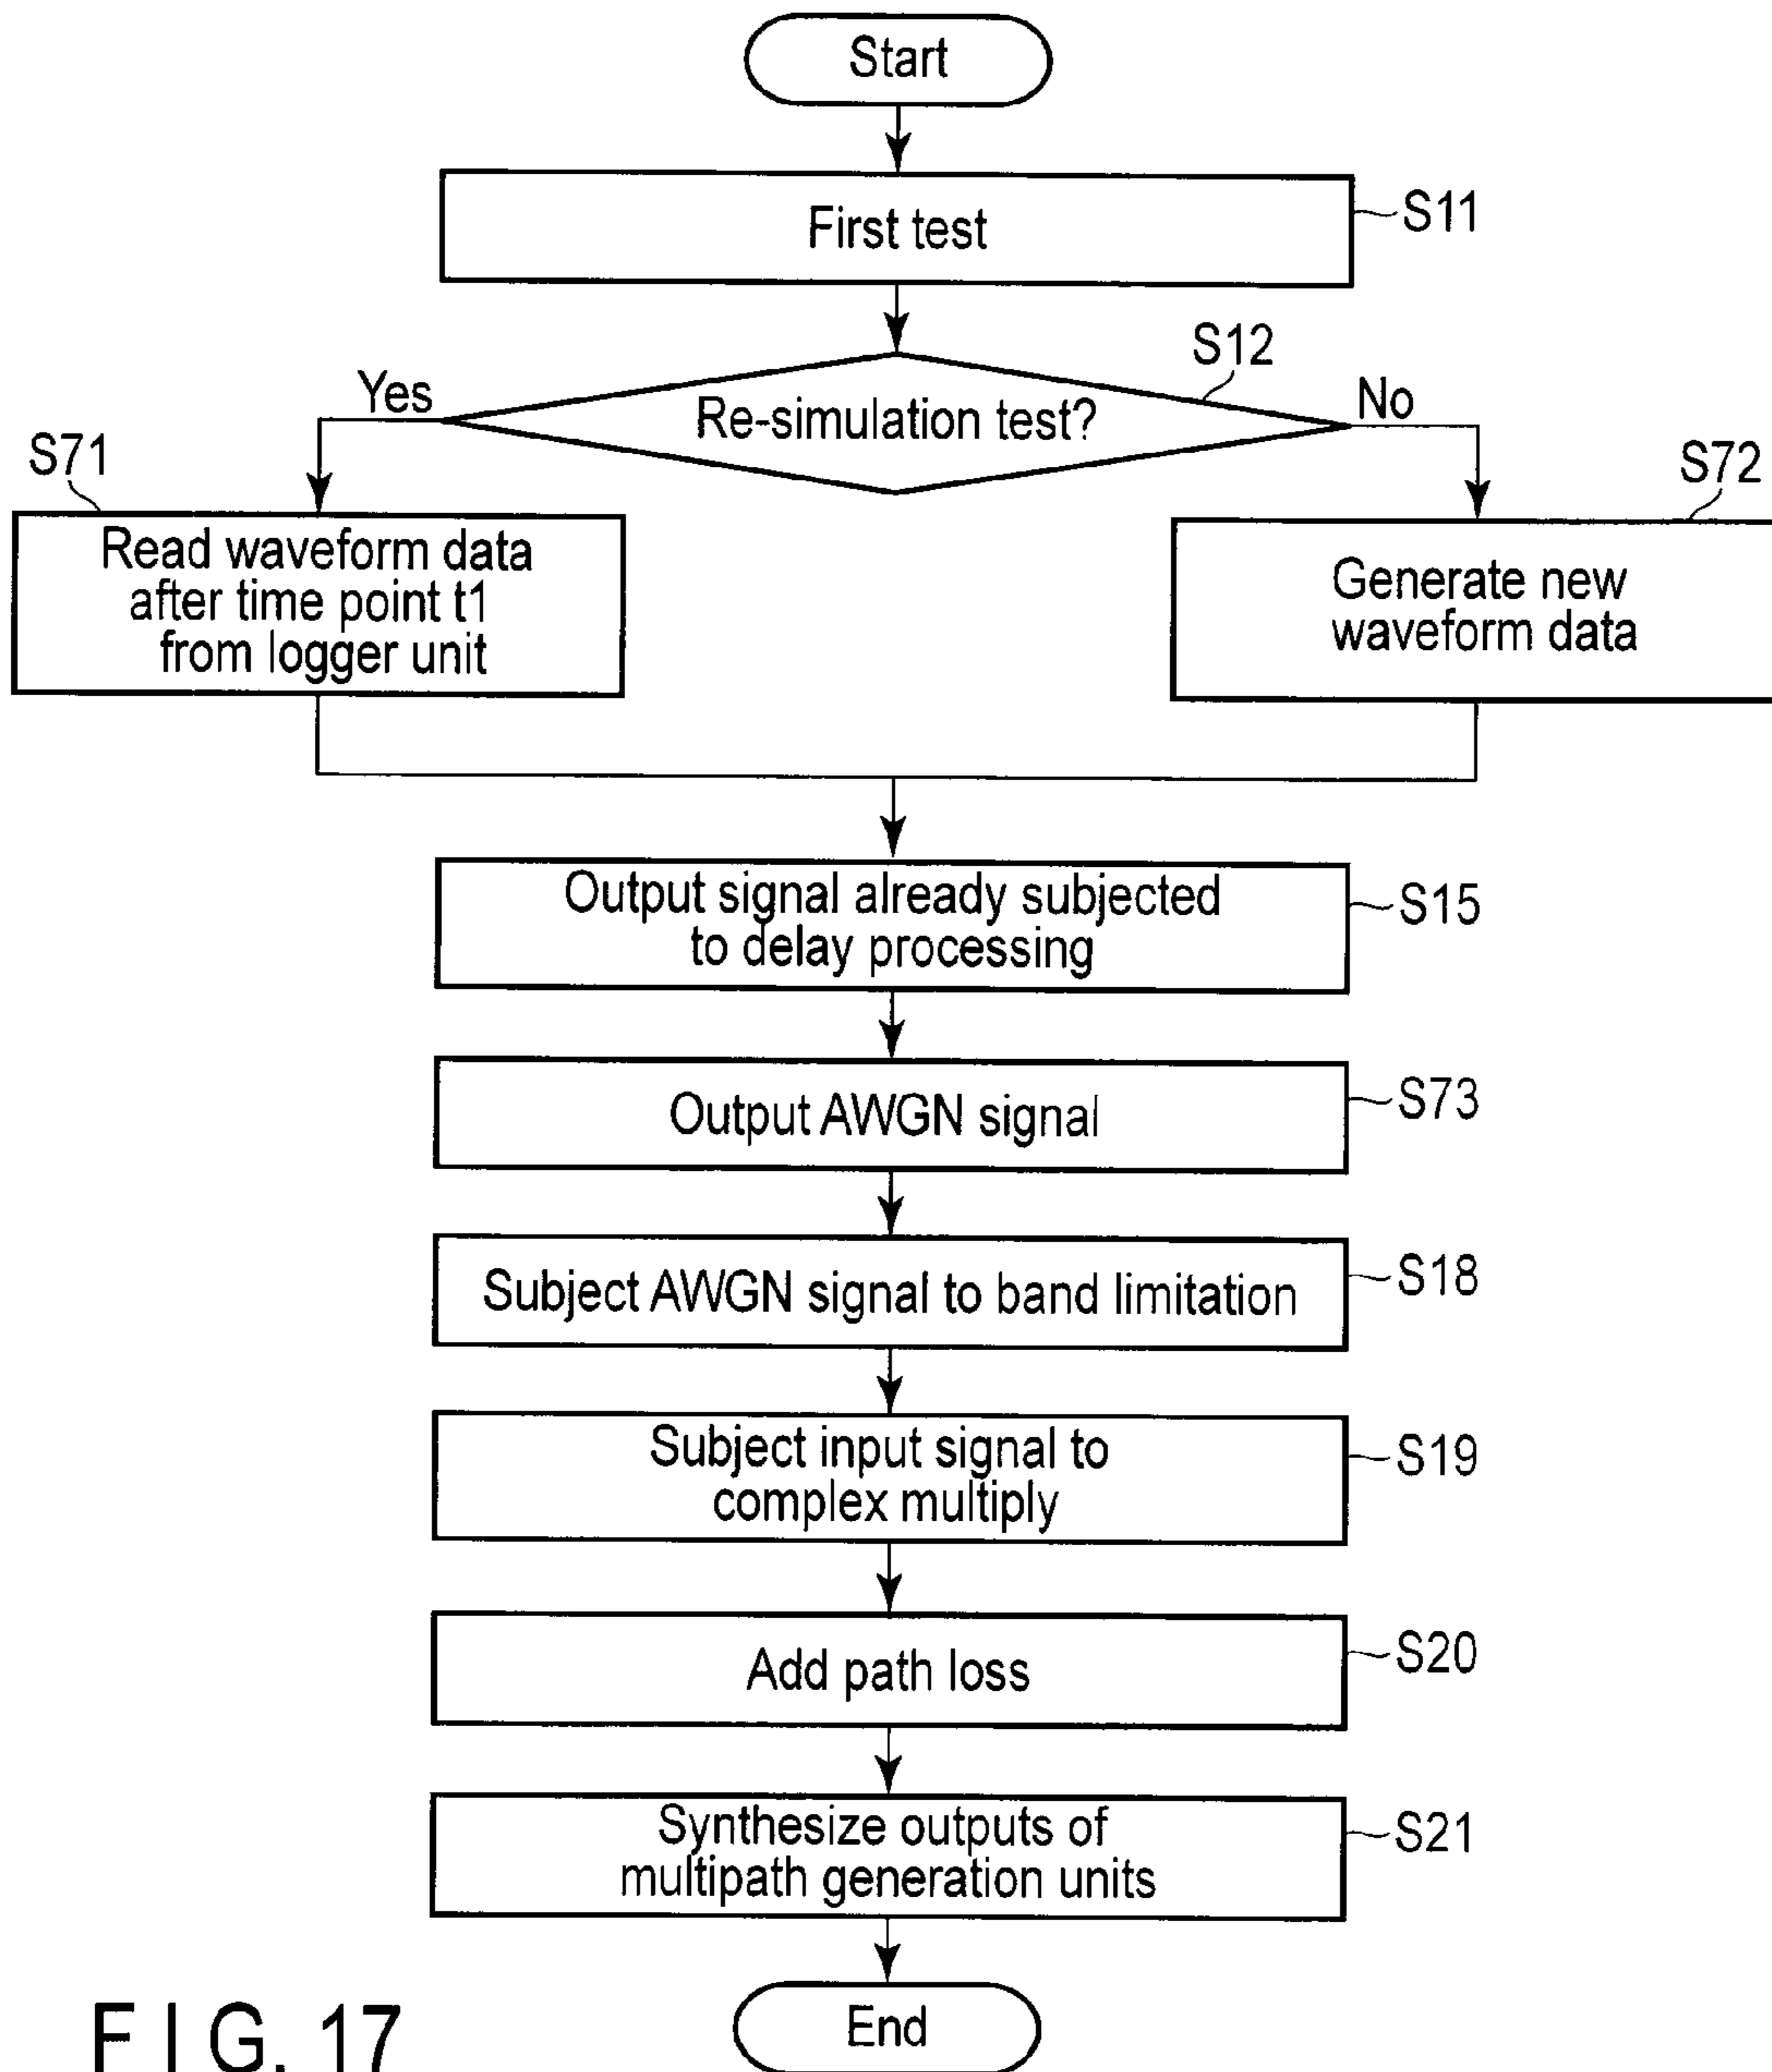 Start
First test
S11
S12
Yes
Re-simulation test?
No
S71
S72
Read waveform data
after time point t1
from logger unit
Generate new
waveform data
Output signal already subjected
to delay processing
S15
Output AWGN signal
S73
Subject AWGN signal to band limitation
S18
Subject input signal to
complex multiply
S19
Add path loss
S20
Synthesize outputs of
multipath generation units
S21
End
FIG. 17